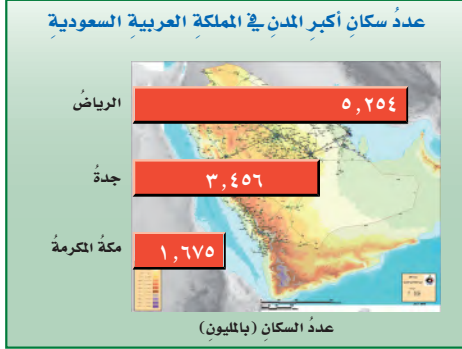 عددُ سكانِ أكبرِ المدنِ في المملكةِ العربيةِ السعوديةِ
الرياضُ
٥,٢٥٤
جدةُ
٣,٤٥٦
مكةُ المكرمةُ
١,٦٧٥
عددُ السكانِ (بالمليونِ)